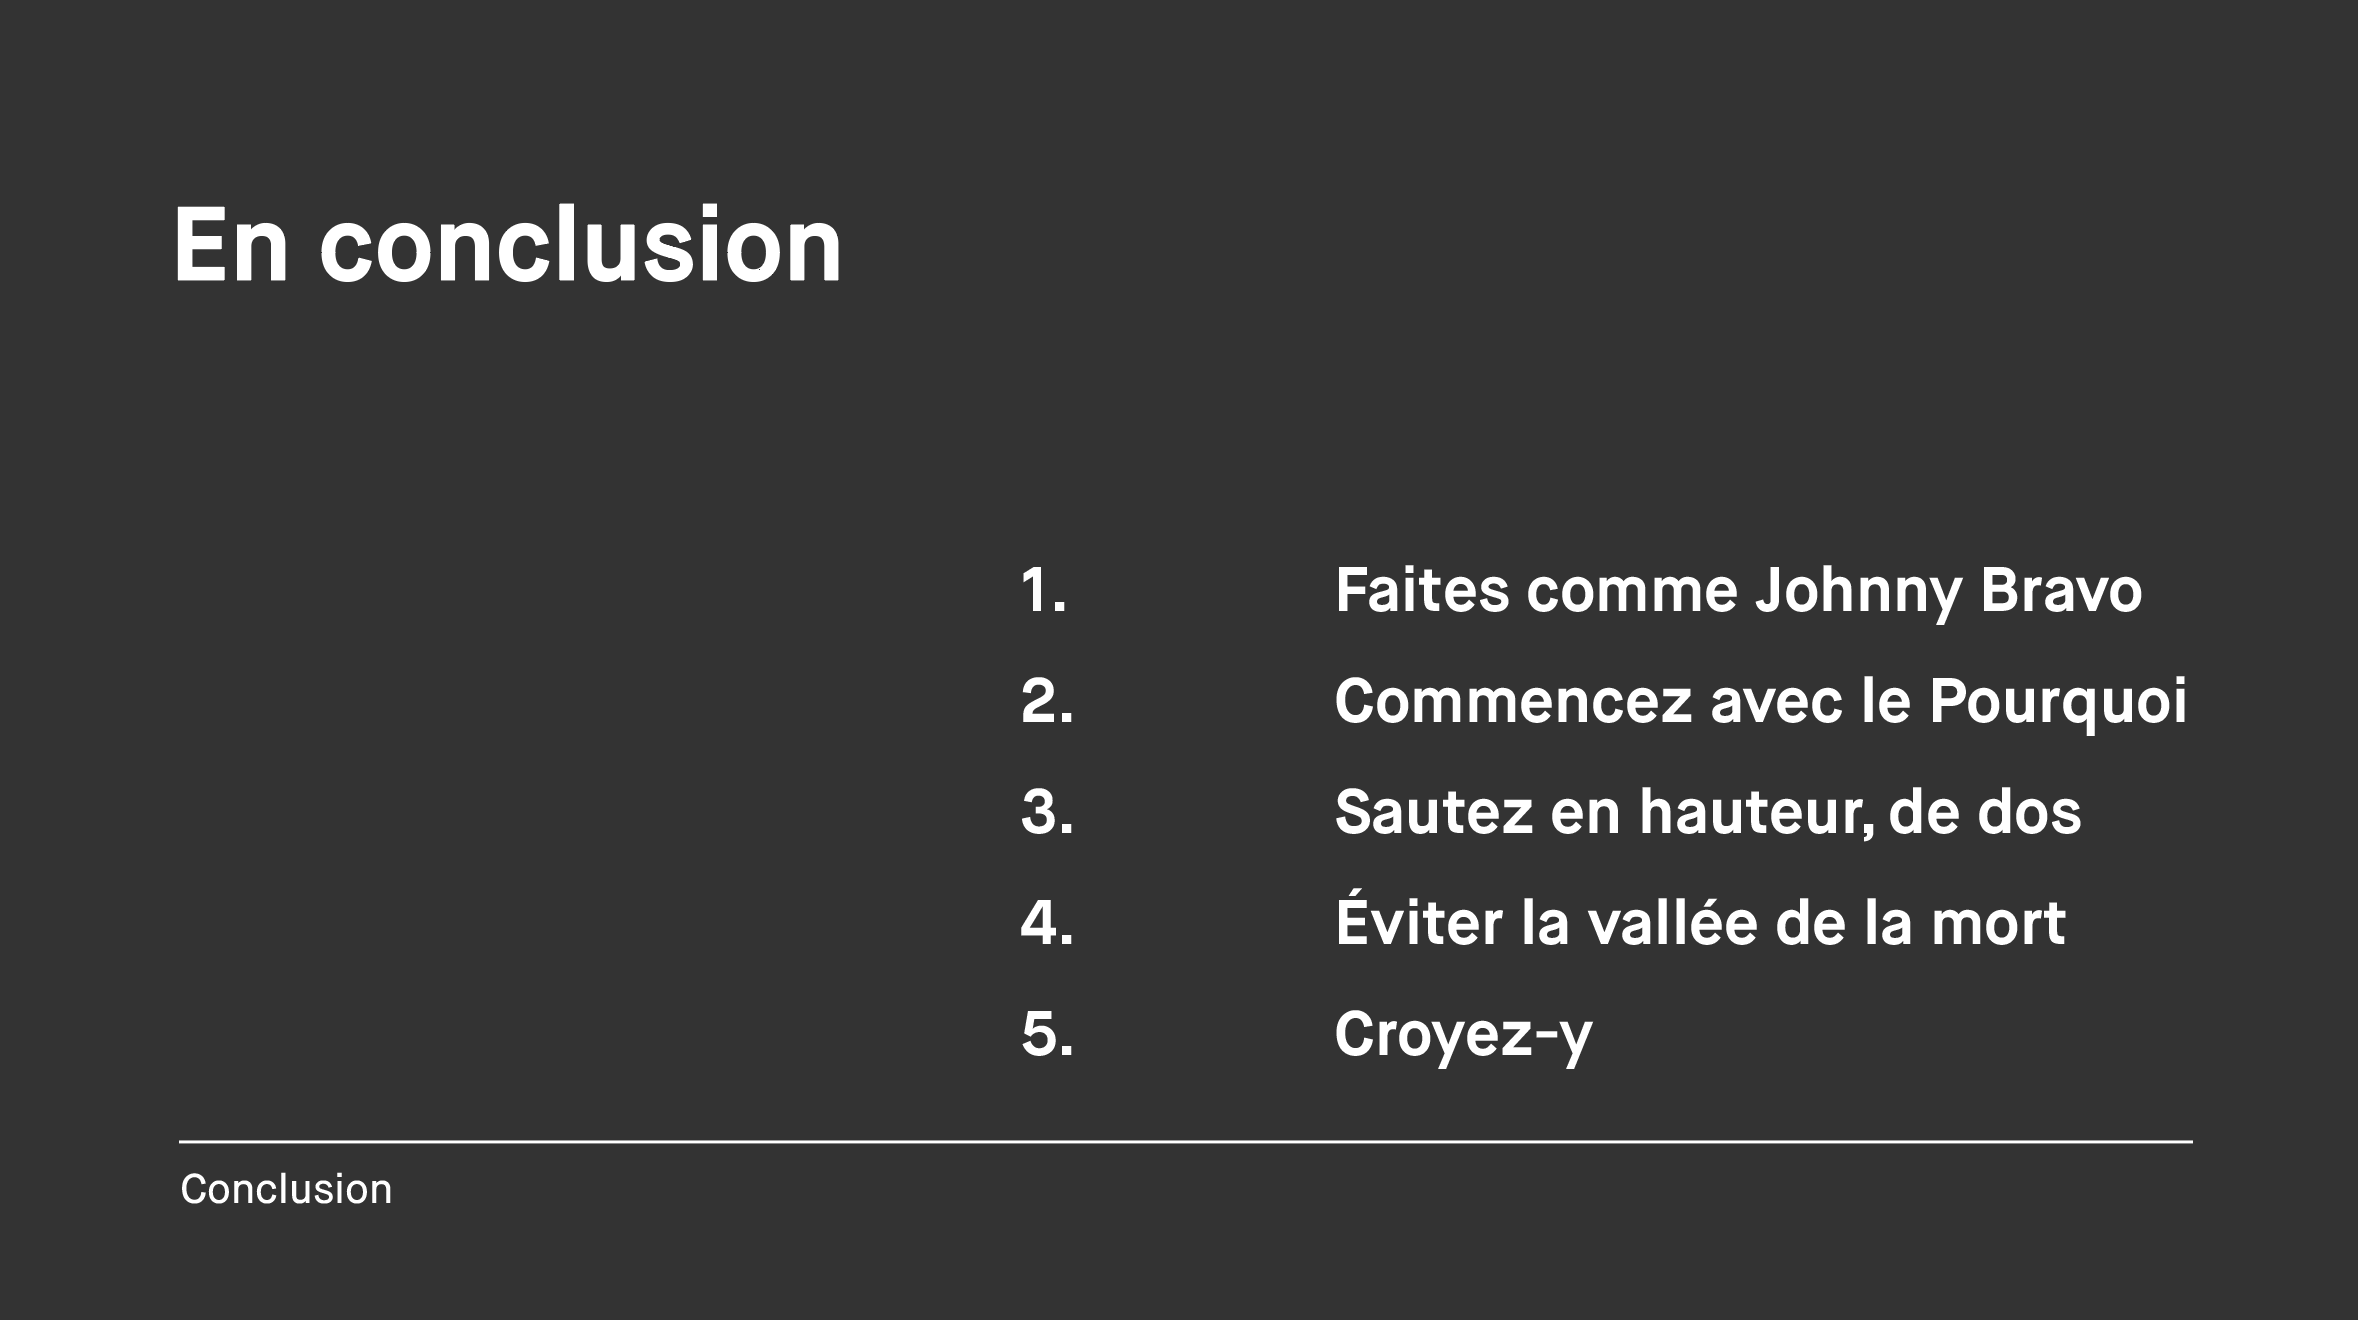 En conclusion
1. Faites comme Johnny Bravo
2. Commencez avec le Pourquoi
3. Sautez en hauteur, de dos
4. Éviter la vallée de la mort
5. Croyez-y
Conclusion